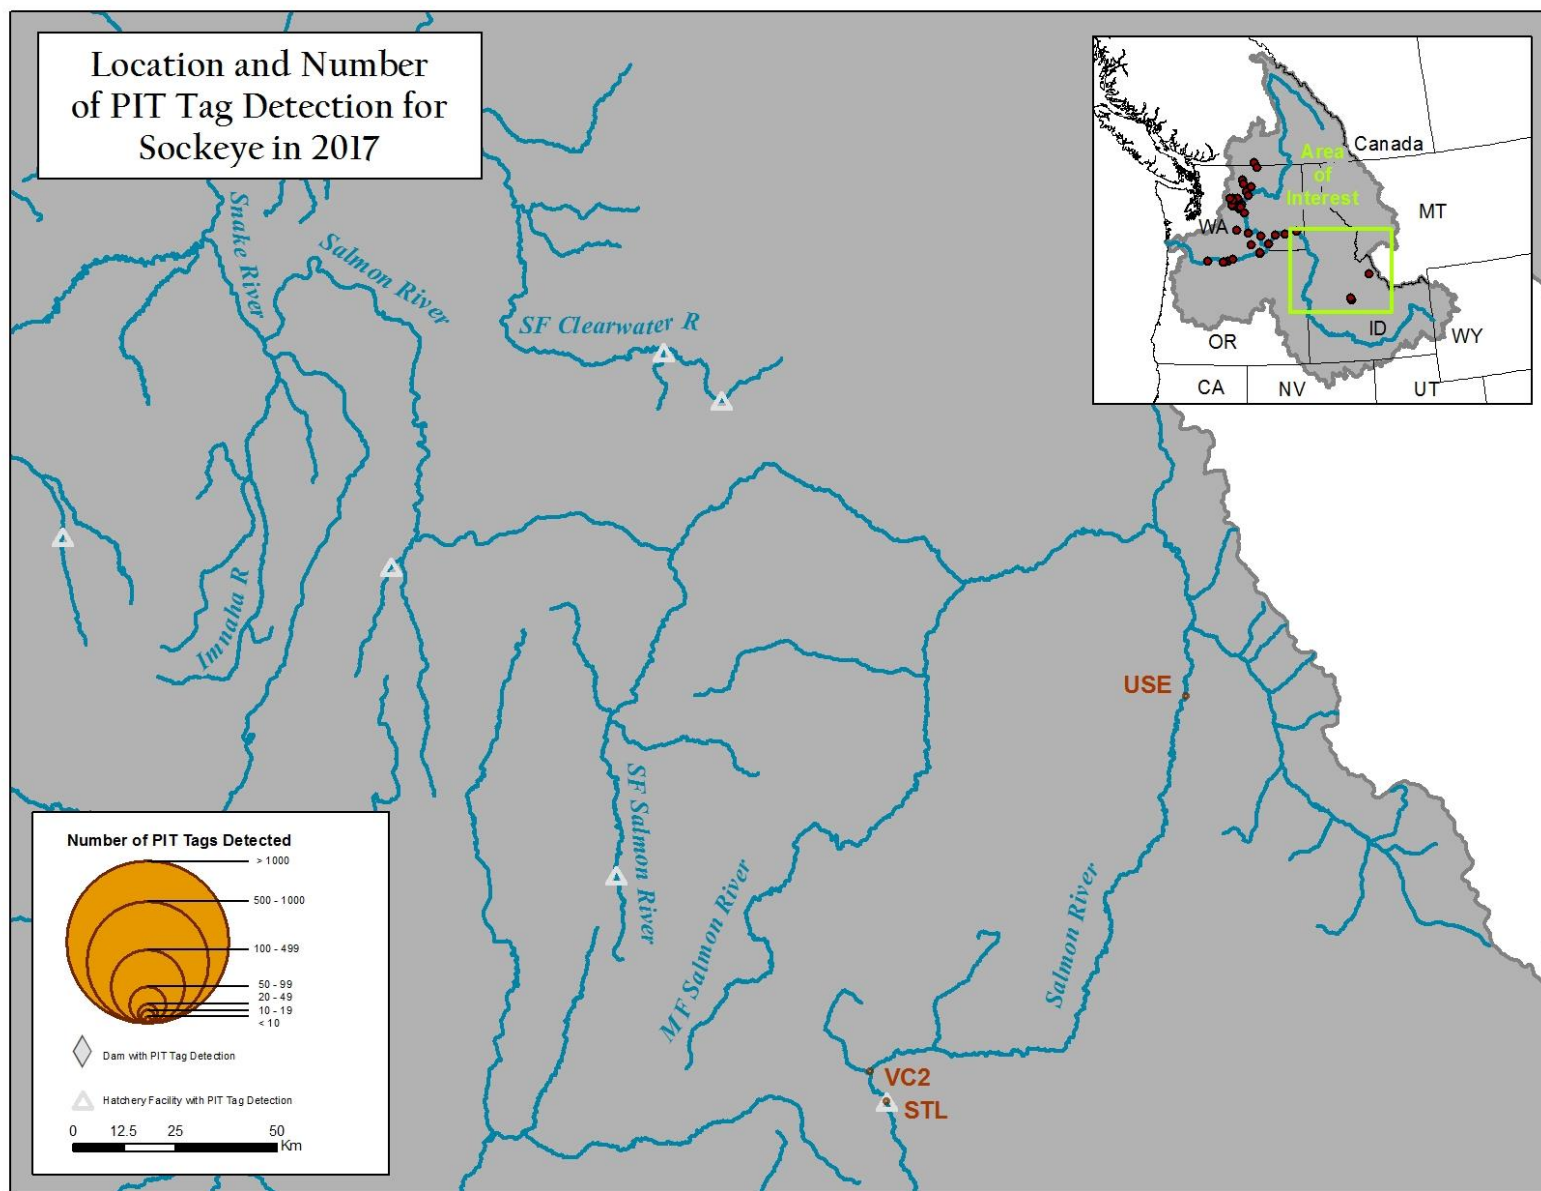 Location and Number
of PIT Tag Detection for
Sockeye in 2017
Canada
Area
of
Interest
MT
WA
OR
ID
WY
CA
NV
UT
Snake River
Salmon River
SF Clearwater R
Imnaha R
USE
SF Salmon River
MF Salmon River
Salmon River
VC2
STL
Number of PIT Tags Detected
> 1000
500 - 1000
100 - 499
50 - 99
20 - 49
10 - 19
< 10
Dam with PIT Tag Detection
Hatchery Facility with PIT Tag Detection
0 12.5 25 50
Km